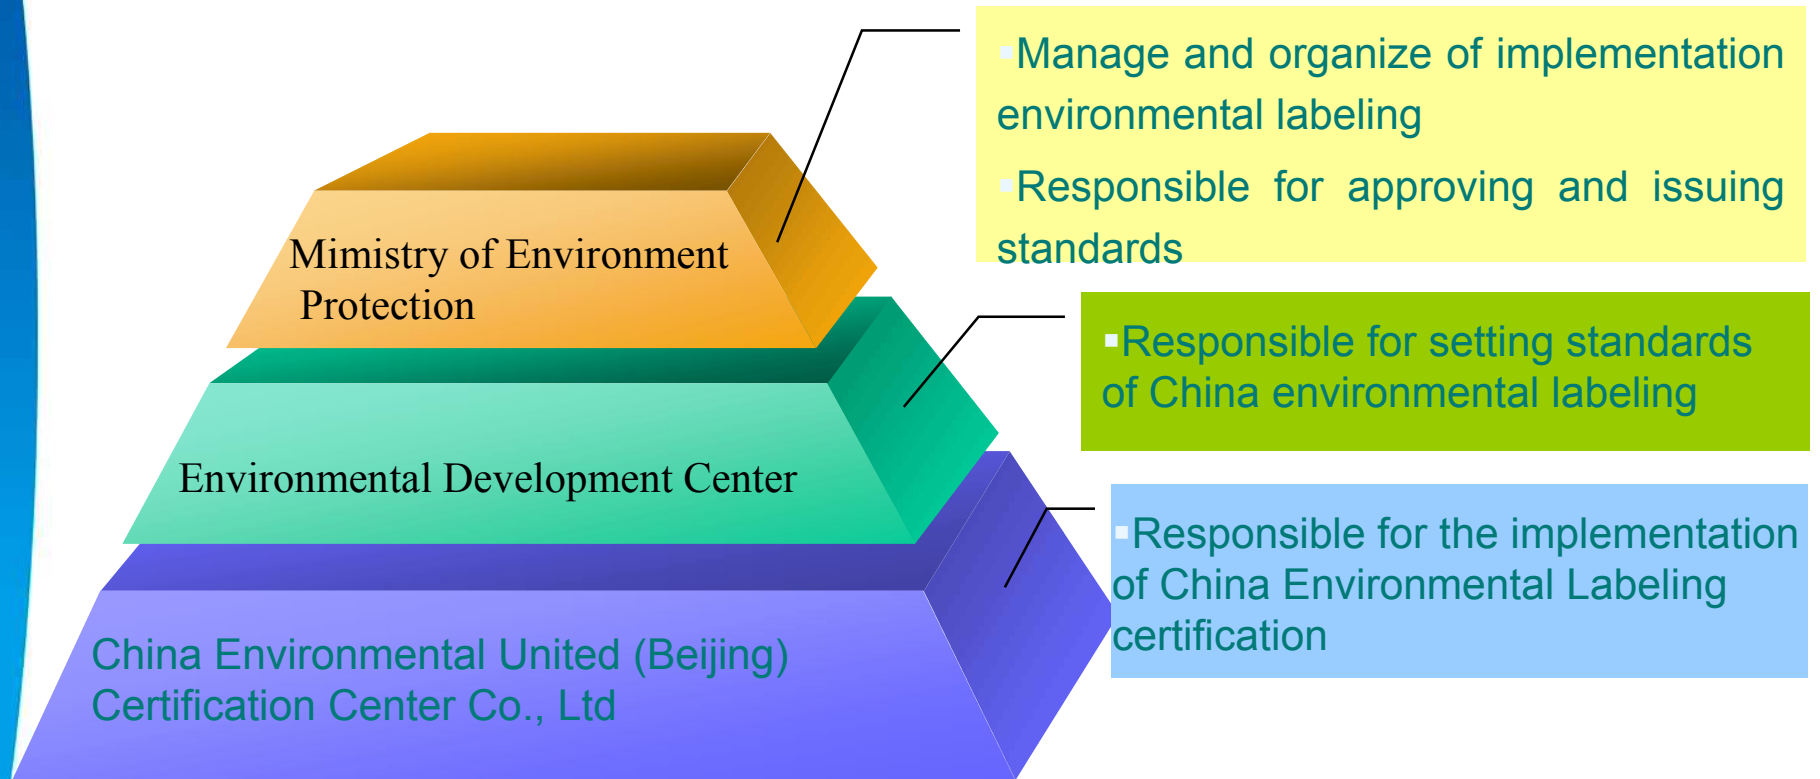 ▪Manage and organize of implementation
environmental labeling
▪Responsible for approving and issuing
standards
Mimistry of Environment
Protection
▪Responsible for setting standards
of China environmental labeling
Environmental Development Center
▪Responsible for the implementation
of China Environmental Labeling
certification
China Environmental United (Beijing)
Certification Center Co., Ltd